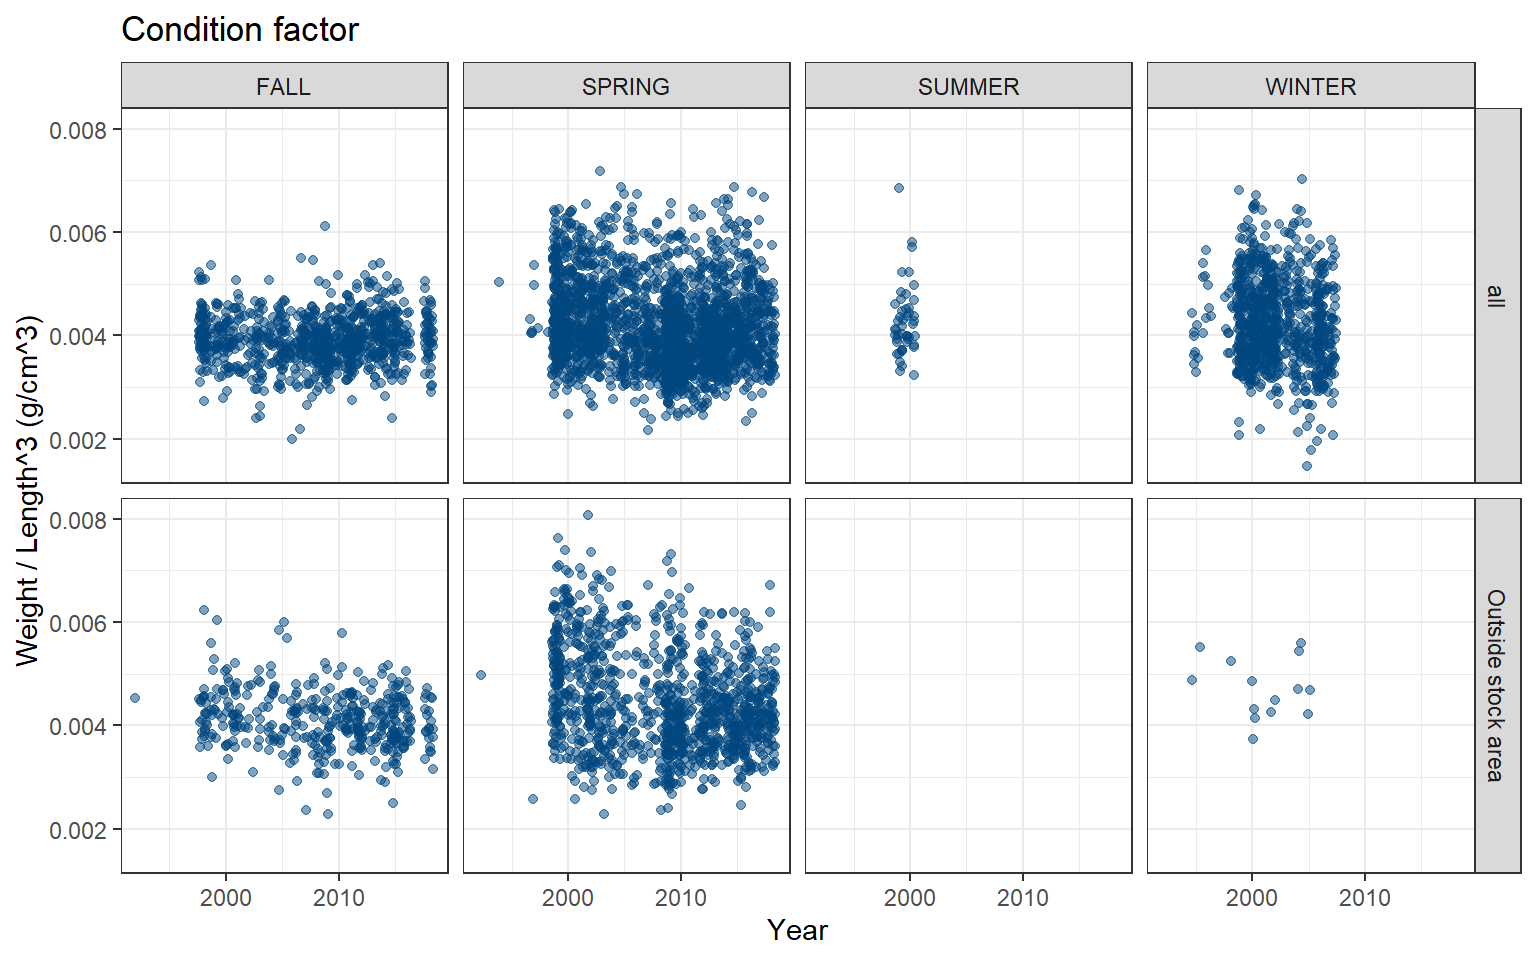 Condition factor
FALL
SPRING
SUMMER
WINTER
0.008
0.006
0.004
0.002
all
0.008
0.006
0.004
0.002
Outside stock area
Weight / Length^3 (g/cm^3)
2000
2010
2000
2010
2000
2010
2000
2010
Year